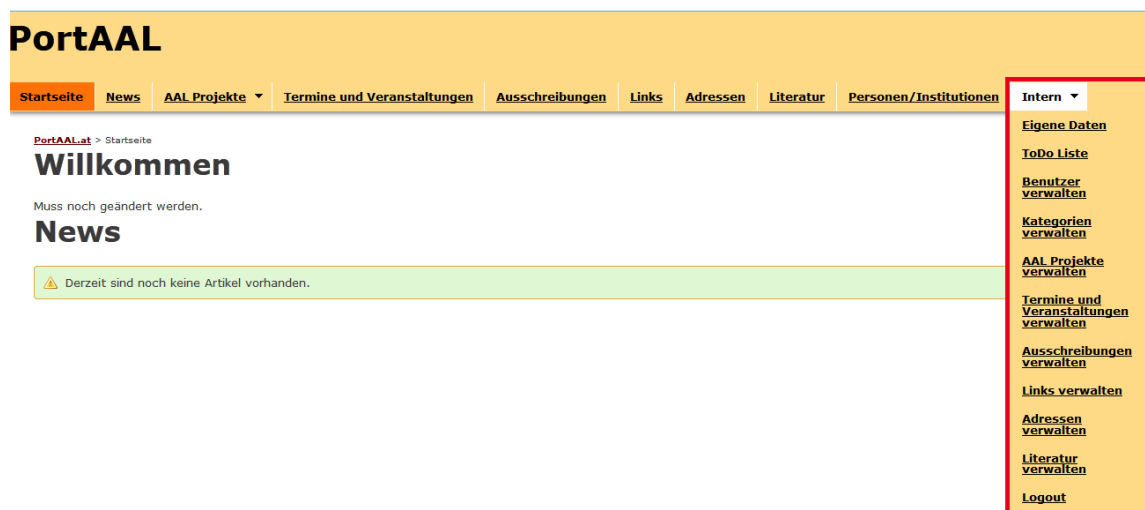 PortAAL
Startseite News AAL Projekte Termine und Veranstaltungen Ausschreibungen Links Adressen Literatur Personen/Institutionen Intern
PortAAL.at > Startseite
Willkommen
Muss noch geändert werden.
News
Derzeit sind noch keine Artikel vorhanden.
Eigene Daten
ToDo Liste
Benutzer
verwalten
Kategorien
verwalten
AAL Projekte
verwalten
Termine und
Veranstaltungen
verwalten
Ausschreibungen
verwalten
Links verwalten
Adressen
verwalten
Literatur
verwalten
Logout